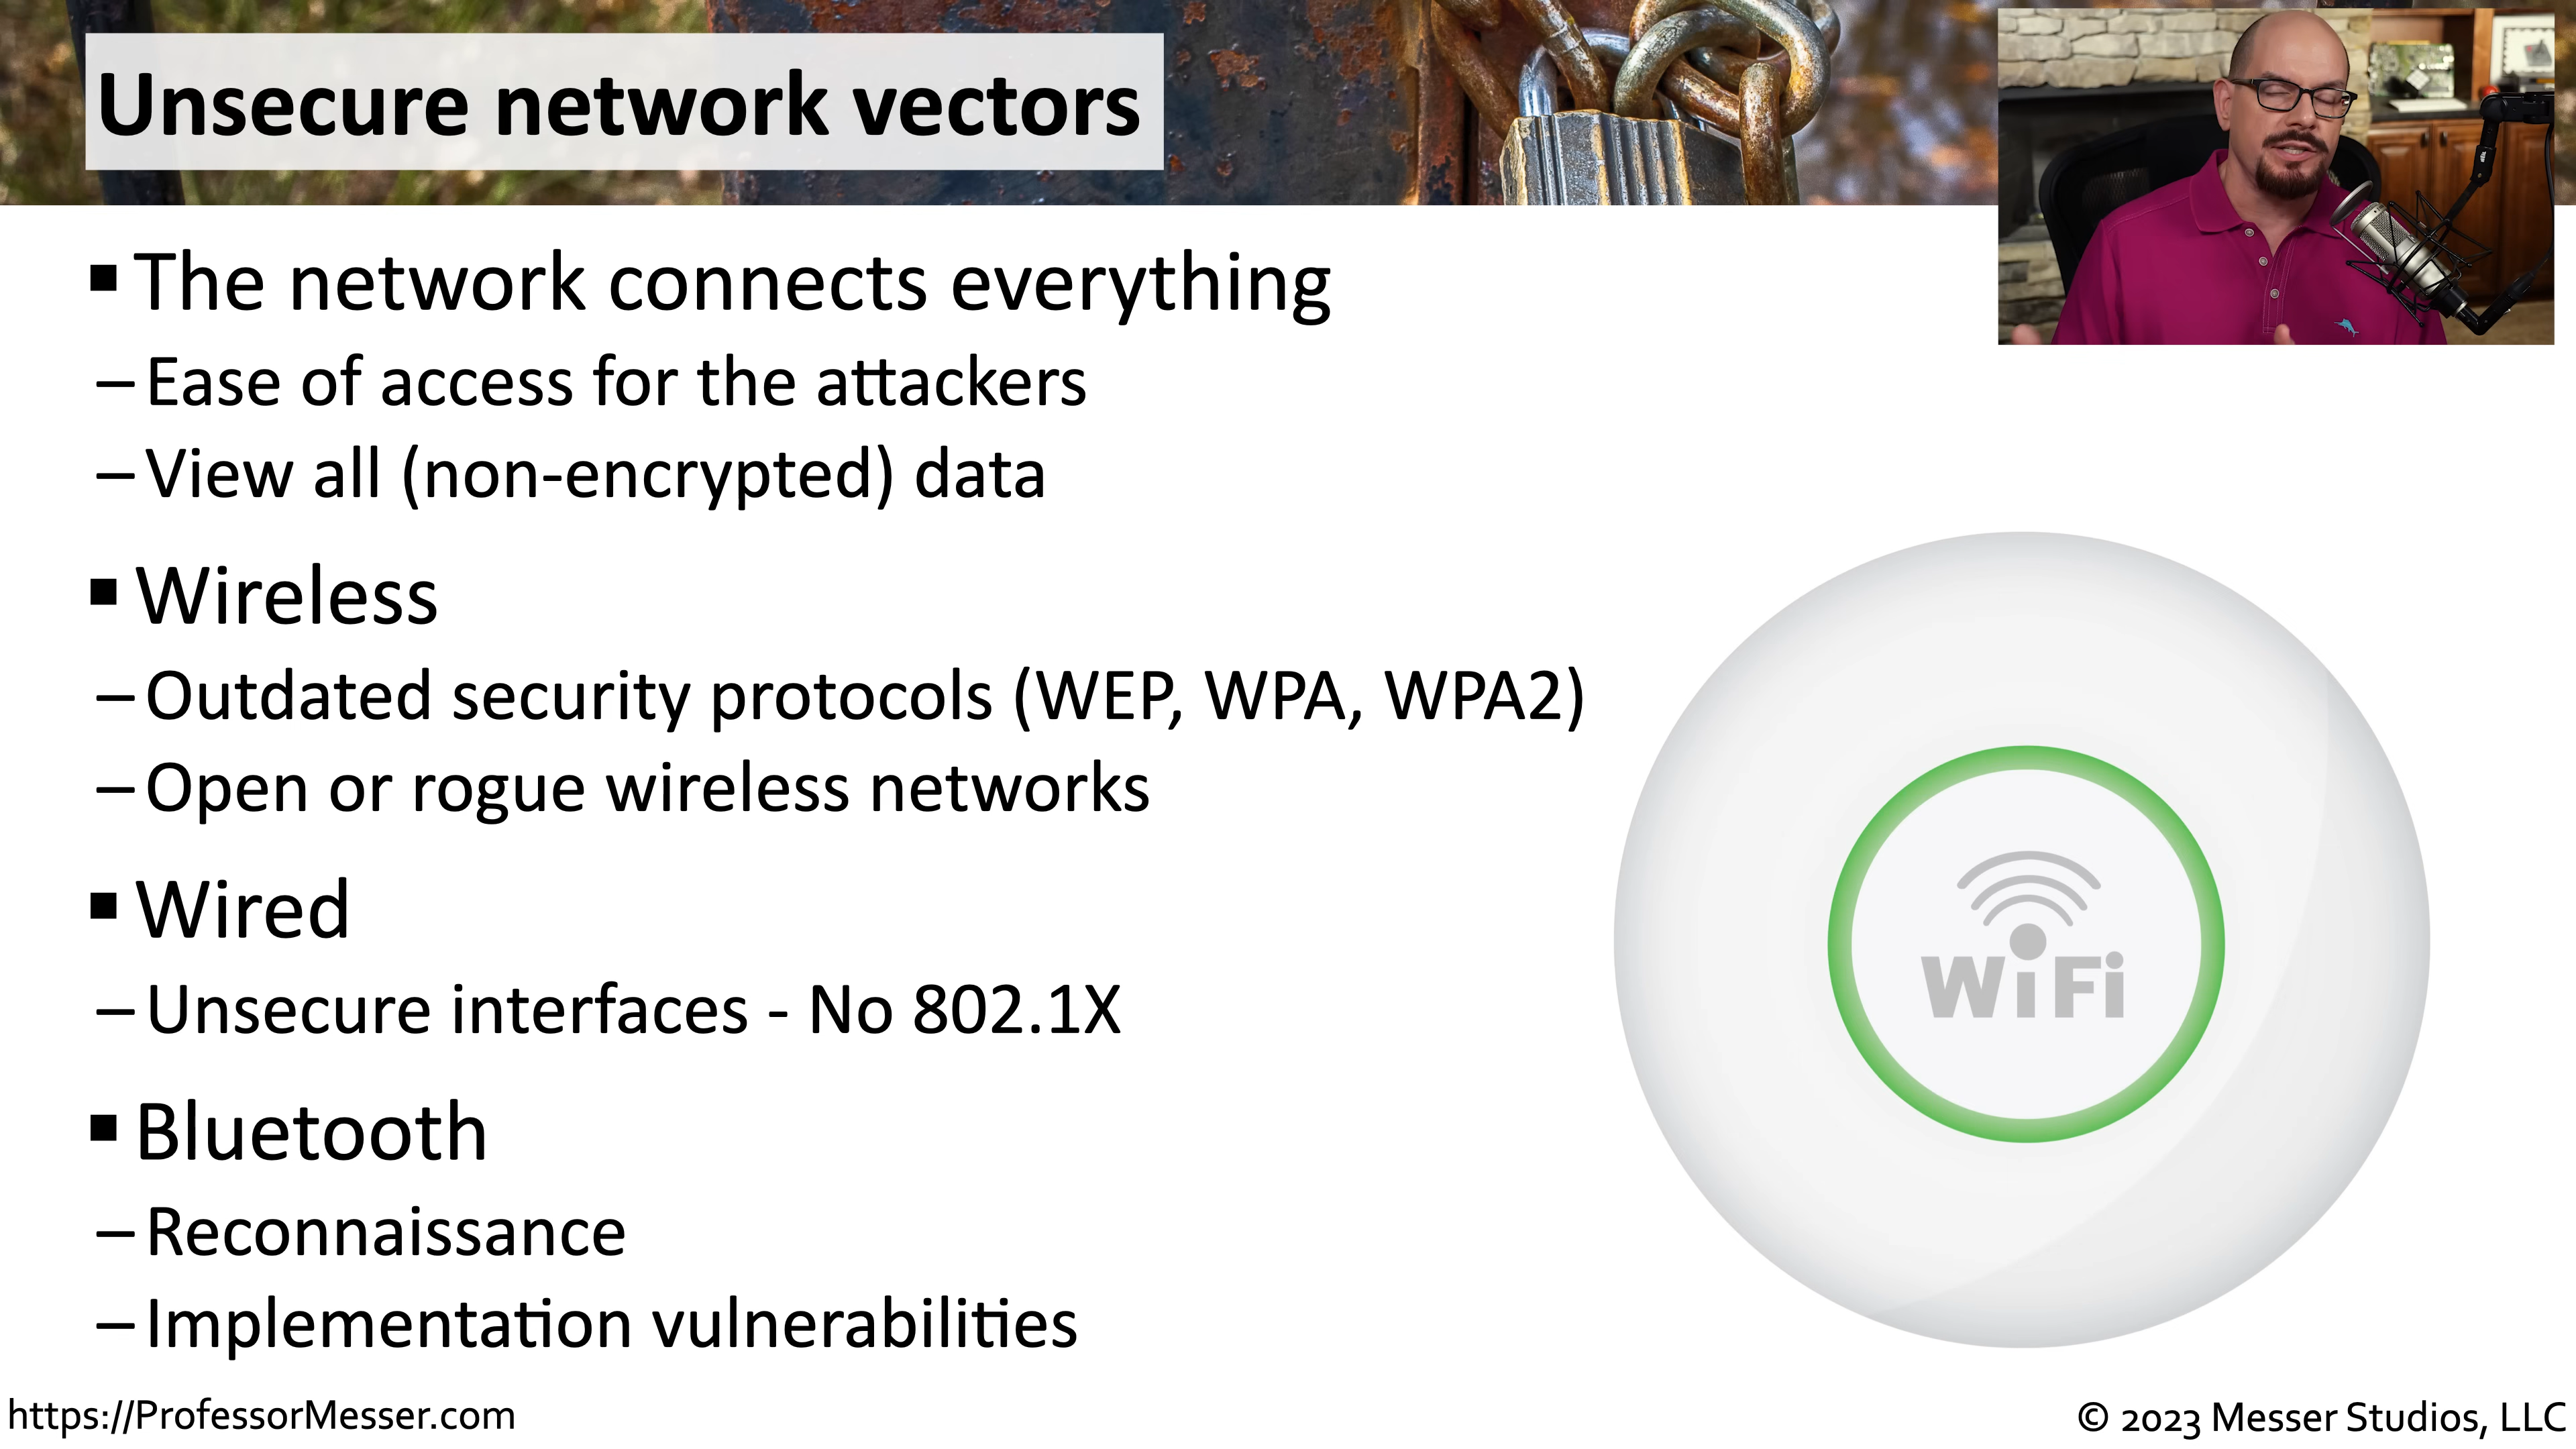 Unsecure network vectors
▪ The network connects everything
– Ease of access for the attackers
– View all (non-encrypted) data
▪ Wireless
– Outdated security protocols (WEP, WPA, WPA2)
– Open or rogue wireless networks
▪ Wired
– Unsecure interfaces - No 802.1X
▪ Bluetooth
– Reconnaissance
– Implementation vulnerabilities
WiFi
https://ProfessorMesser.com
© 2023 Messer Studios, LLC